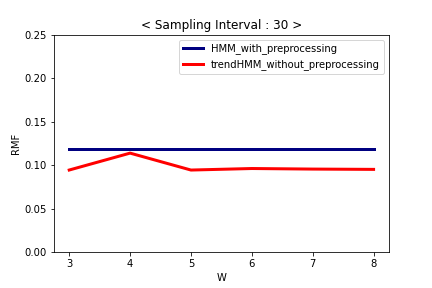 < Sampling Interval : 30 >
HMM_with_preprocessing
trendHMM_without_preprocessing
RMF
0.25
0.20
0.15
0.10
0.05
0.00
3 4 5 6 7 8
W